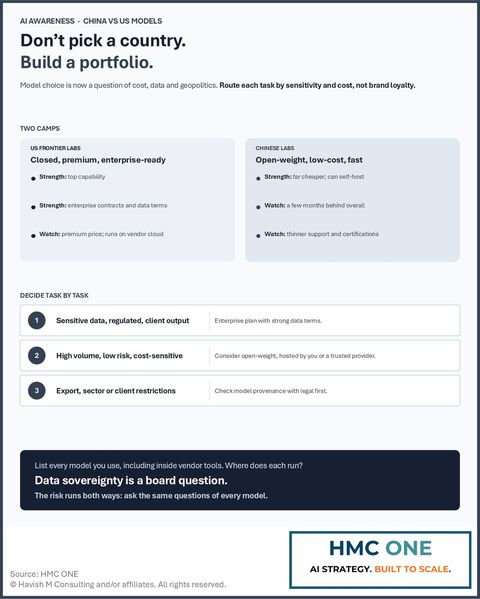 AI AWARENESS · CHINA VS US MODELS
Don't pick a country.
Build a portfolio.
Model choice is now a question of cost, data and geopolitics. Route each task by sensitivity and cost, not brand loyalty.
TWO CAMPS
US FRONTIER LABS
Closed, premium, enterprise-ready
● Strength: top capability
● Strength: enterprise contracts and data terms
● Watch: premium price; runs on vendor cloud
CHINESE LABS
Open-weight, low-cost, fast
● Strength: far cheaper; can self-host
● Watch: a few months behind overall
● Watch: thinner support and certifications
DECIDE TASK BY TASK
1 Sensitive data, regulated, client output Enterprise plan with strong data terms.
2 High volume, low risk, cost-sensitive Consider open-weight, hosted by you or a trusted provider.
3 Export, sector or client restrictions Check model provenance with legal first.
List every model you use, including inside vendor tools. Where does each run?
Data sovereignty is a board question.
The risk runs both ways: ask the same questions of every model.
HMC ONE
AI STRATEGY. BUILT TO SCALE.
Source: HMC ONE
© Havish M Consulting and/or affiliates. All rights reserved.